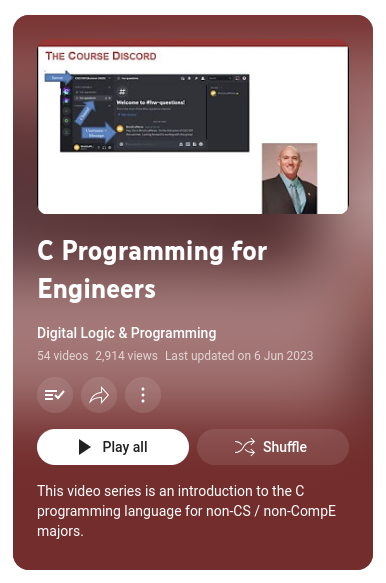 THE COURSE DISCORD
Welcome to #hw-questions!
C Programming for
Engineers
Digital Logic & Programming
54 videos 2,914 views Last updated on 6 Jun 2023
Play all
Shuffle
This video series is an introduction to the C
programming language for non-CS / non-CompE
majors.